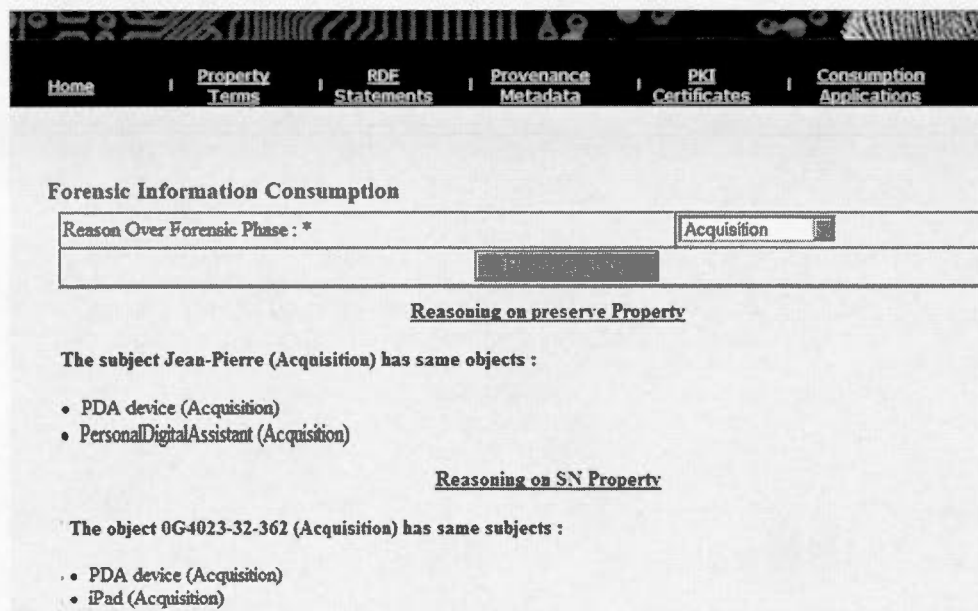 Home | Property Terms | RDF Statements | Provenance Metadata | PKI Certificates | Consumption Applications
Forensic Information Consumption
Reason Over Forensic Phase : *
Acquisition
Reasoning on preserve Property
The subject Jean-Pierre (Acquisition) has same objects :
• PDA device (Acquisition)
• PersonalDigitalAssistant (Acquisition)
Reasoning on SN Property
The object 0G4023-32-362 (Acquisition) has same subjects :
• PDA device (Acquisition)
• iPad (Acquisition)